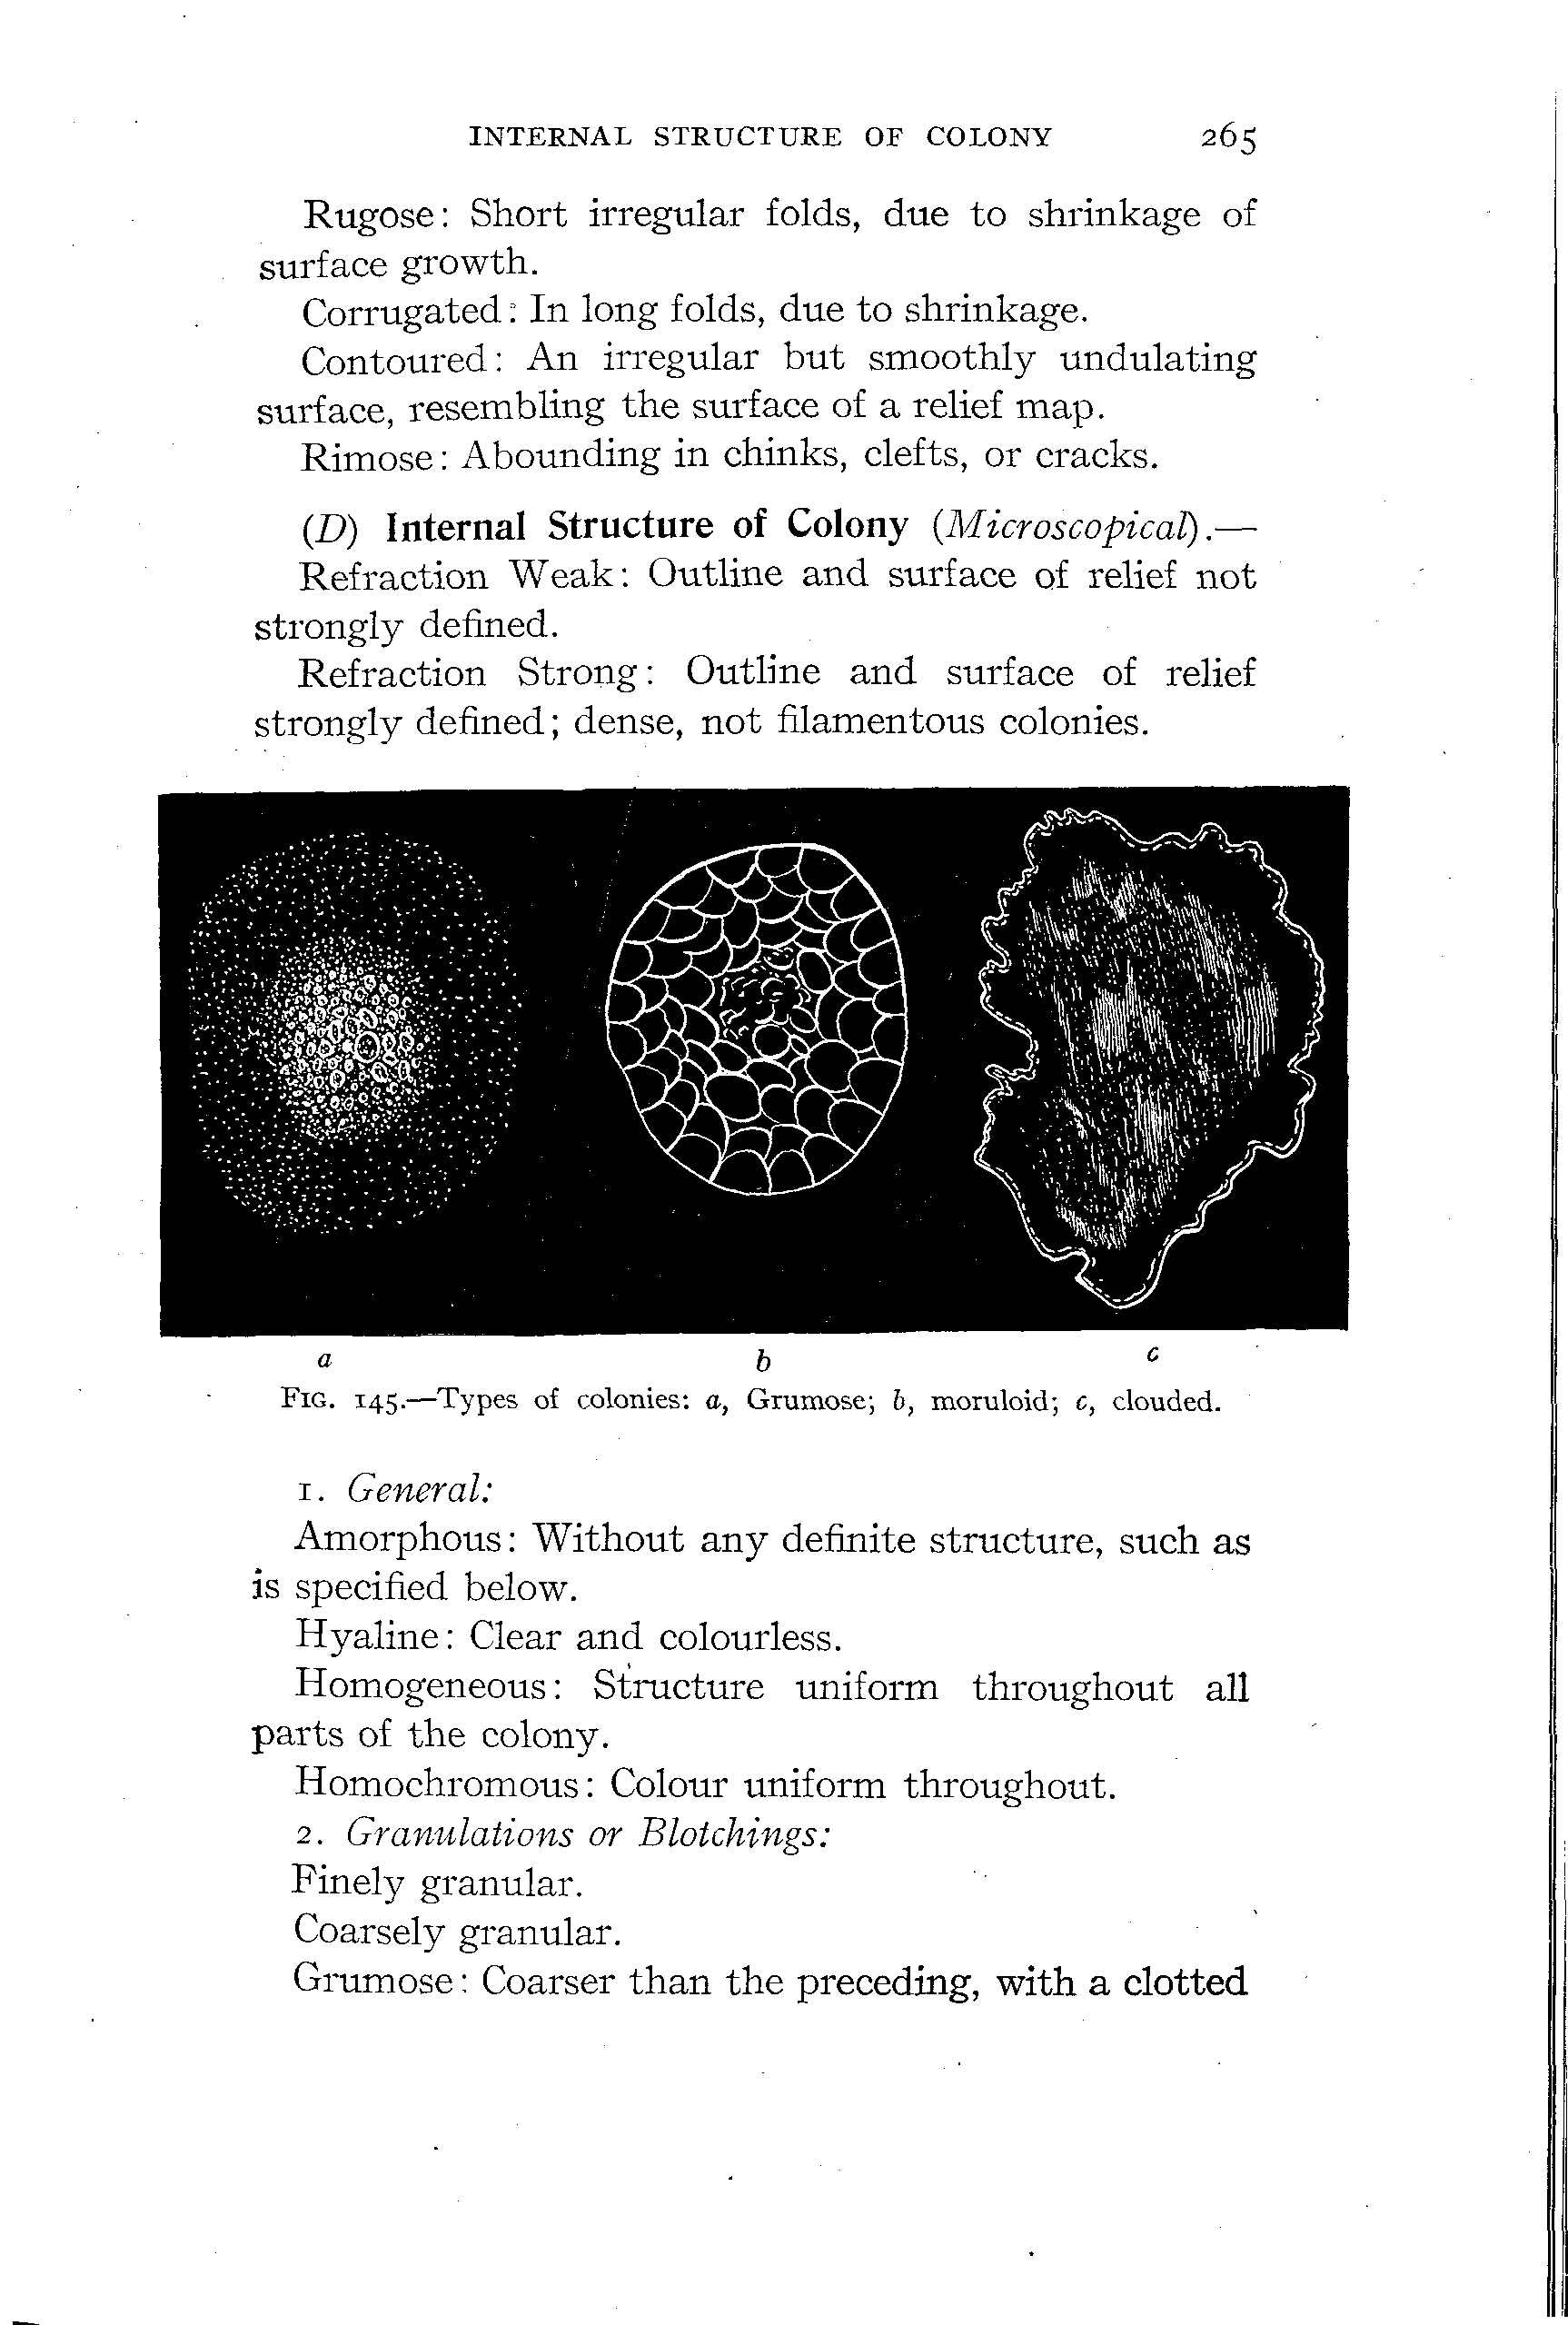 INTERNAL STRUCTURE OF COLONY 265
Rugose: Short irregular folds, due to shrinkage of
surface growth.
Corrugated: In long folds, due to shrinkage.
Contoured: An irregular but smoothly undulating
surface, resembling the surface of a relief map.
Rimose: Abounding in chinks, clefts, or cracks.
(D) Internal Structure of Colony (Microscopical).—
Refraction Weak: Outline and surface of relief not
strongly defined.
Refraction Strong: Outline and surface of relief
strongly defined; dense, not filamentous colonies.
a b c
FIG. 145.—Types of colonies: a, Grumose; b, moruloid; c, clouded.
1. General:
Amorphous: Without any definite structure, such as
is specified below.
Hyaline: Clear and colourless.
Homogeneous: Structure uniform throughout all
parts of the colony.
Homochromous: Colour uniform throughout.
2. Granulations or Blotchings:
Finely granular.
Coarsely granular.
Grumose: Coarser than the preceding, with a clotted